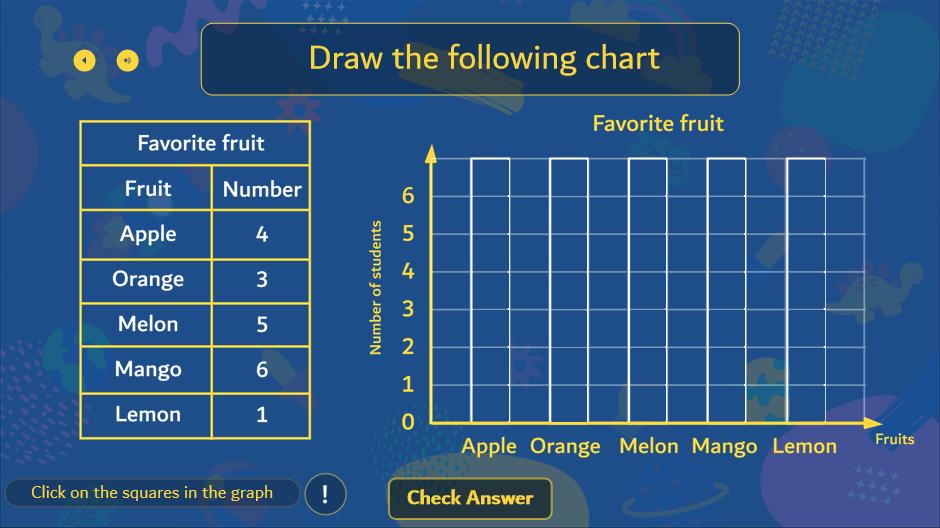 Draw the following chart
Favorite fruit
Fruit Number
Apple 4
Orange 3
Melon 5
Mango 6
Lemon 1
Favorite fruit
Number of students
6
5
4
3
2
1
0
Apple Orange Melon Mango Lemon
Fruits
Click on the squares in the graph
!
Check Answer